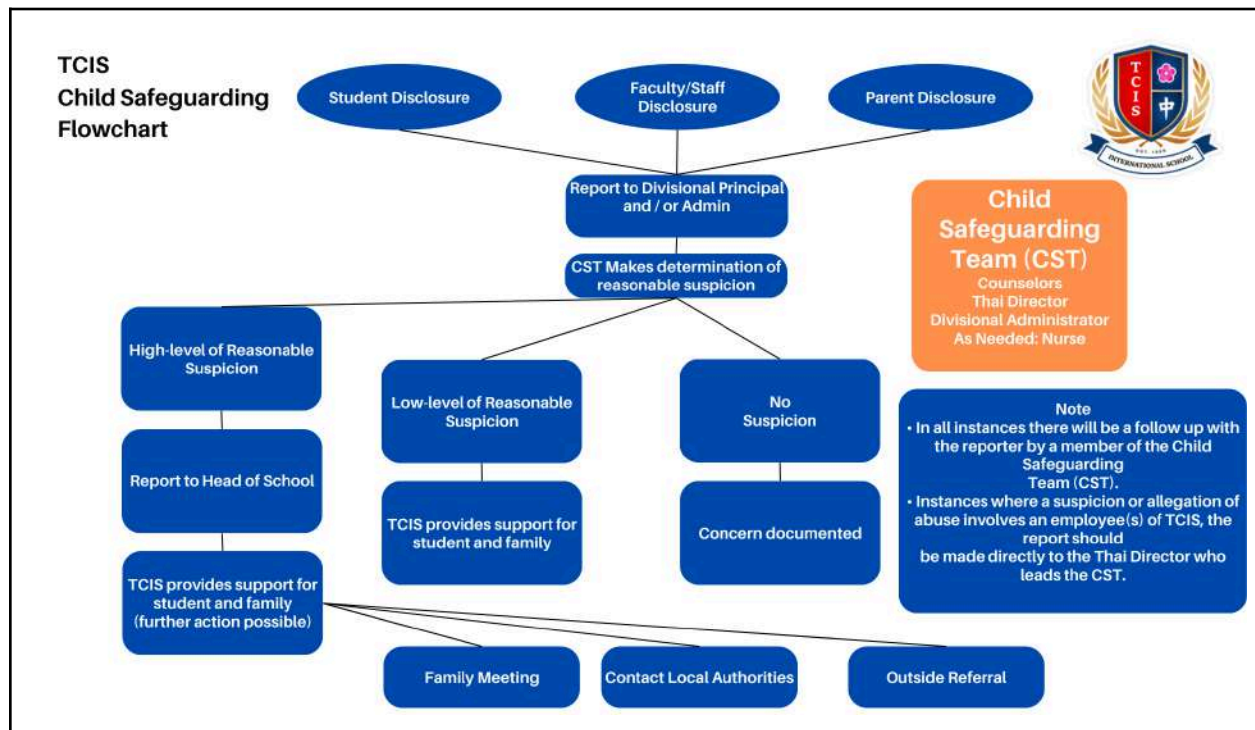 TCIS
Child Safeguarding
Flowchart
Student Disclosure
Faculty/Staff
Disclosure
Parent Disclosure
T
C
I
S
中
EST. 1993
INTERNATIONAL SCHOOL
Report to Divisional Principal
and / or Admin
CST Makes determination of
reasonable suspicion
Child
Safeguarding
Team (CST)
Counselors
Thai Director
Divisional Administrator
As Needed: Nurse
High-level of Reasonable
Suspicion
Low-level of Reasonable
Suspicion
No
Suspicion
Report to Head of School
TCIS provides support for
student and family
Concern documented
TCIS provides support for
student and family
(further action possible)
Family Meeting
Contact Local Authorities
Outside Referral
Note
• In all instances there will be a follow up with
the reporter by a member of the Child
Safeguarding
Team (CST).
• Instances where a suspicion or allegation of
abuse involves an employee(s) of TCIS, the
report should
be made directly to the Thai Director who
leads the CST.